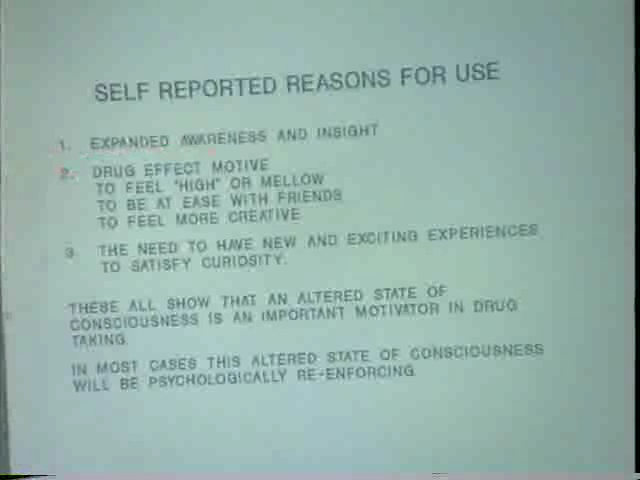 SELF REPORTED REASONS FOR USE
1. EXPANDED AWARENESS AND INSIGHT
2. DRUG EFFECT MOTIVE
TO FEEL "HIGH" OR MELLOW
TO BE AT EASE WITH FRIENDS
TO FEEL MORE CREATIVE
3. THE NEED TO HAVE NEW AND EXCITING EXPERIENCES
TO SATISFY CURIOSITY.
THESE ALL SHOW THAT AN ALTERED STATE OF
CONSCIOUSNESS IS AN IMPORTANT MOTIVATOR IN DRUG
TAKING.
IN MOST CASES THIS ALTERED STATE OF CONSCIOUSNESS
WILL BE PSYCHOLOGICALLY RE-ENFORCING.